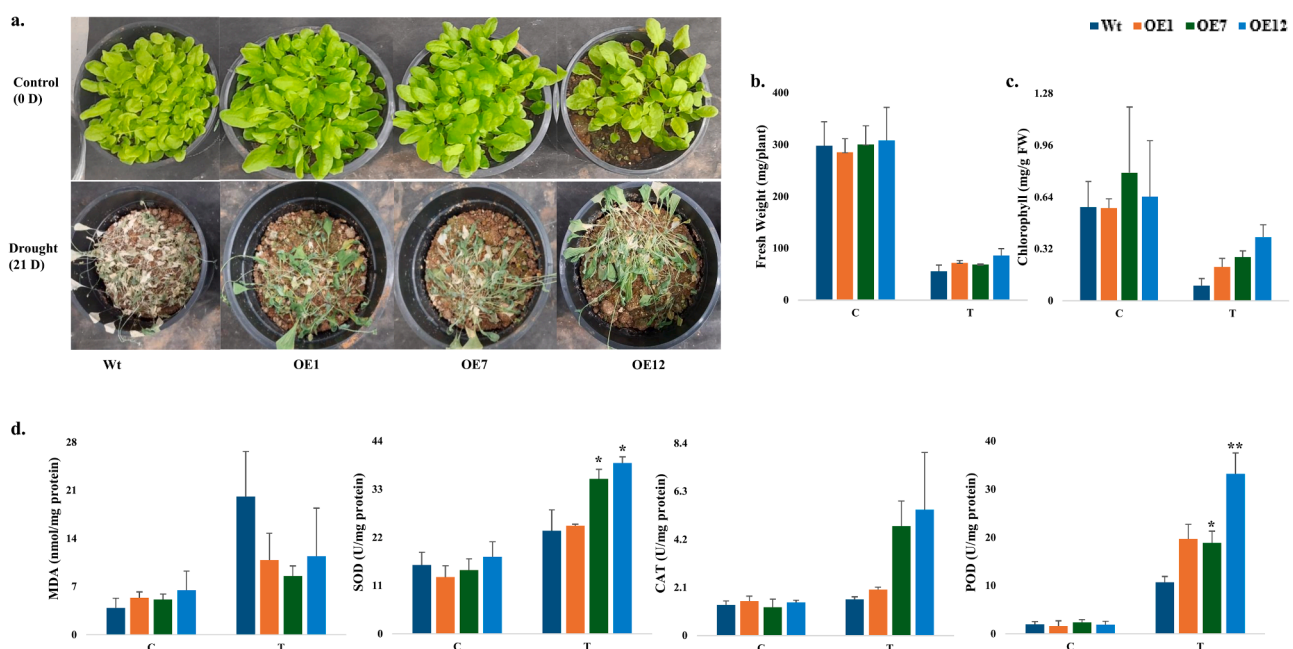 a.
Control
(0 D)
Drought
(21 D)
Wt
OE1
OE7
OE12
Wt OE1 OE7 OE12
b.
Fresh Weight (mg/plant)
400
300
200
100
0
C
T
c.
Chlorophyll (mg/g FW)
1.28
0.96
0.64
0.32
0
C
T
d.
MDA (nmol/mg protein)
28
21
14
7
0
C
T
SOD (U/mg protein)
44
33
22
11
0
*
*
C
T
CAT (U/mg protein)
8.4
6.3
4.2
2.1
0
C
T
POD (U/mg protein)
40
30
20
10
0
*
**
C
T